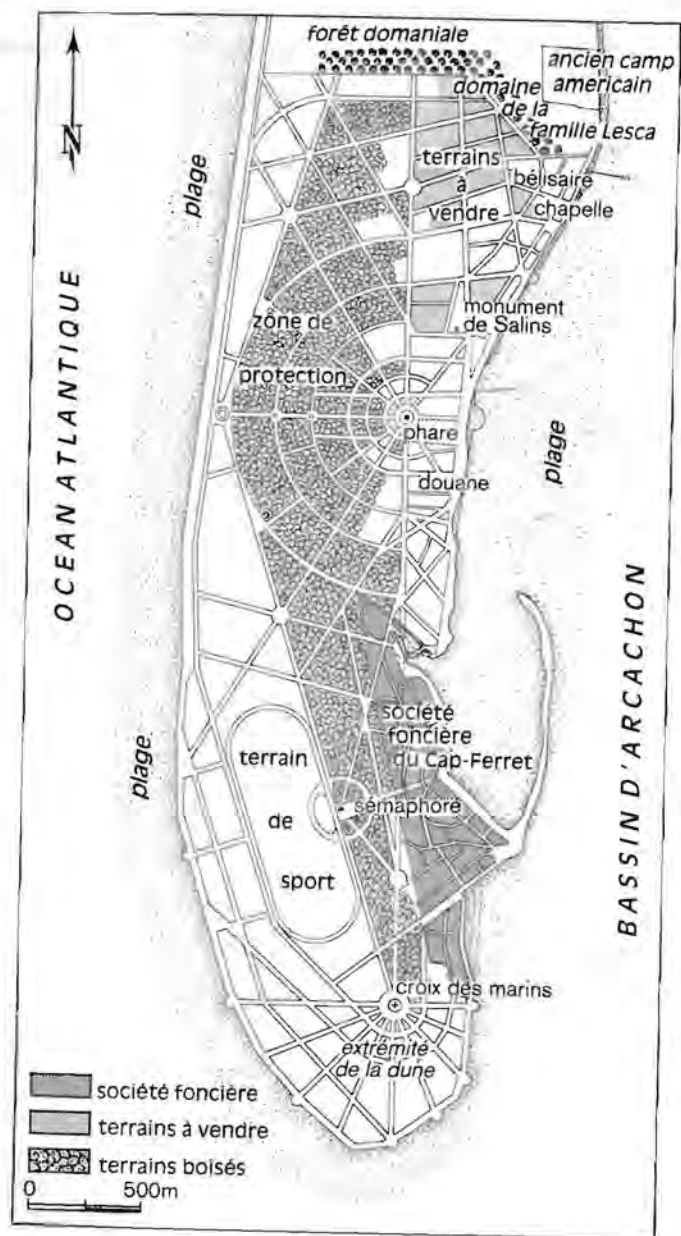 forêt domaniale
ancien camp
americain
domaine
de la
famille Lesca
N
plage
terrains
à
vendre
bélisaire
chapelle
monument
de Salins
zône de
protection
phare
plage
douane
OCEAN ATLANTIQUE
BASSIN D'ARCACHON
société
foncière
du Cap-Ferret
plage
terrain
de
sport
sémaphore
croix des marins
extrémité
de la dune
société foncière
terrains à vendre
terrains boisés
0 500m